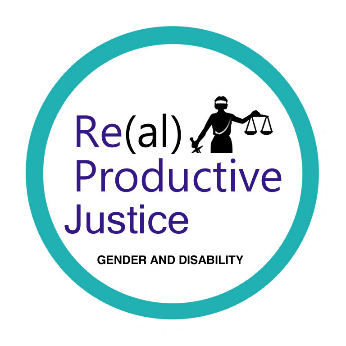 Re(al)
Productive
Justice
GENDER AND DISABILITY